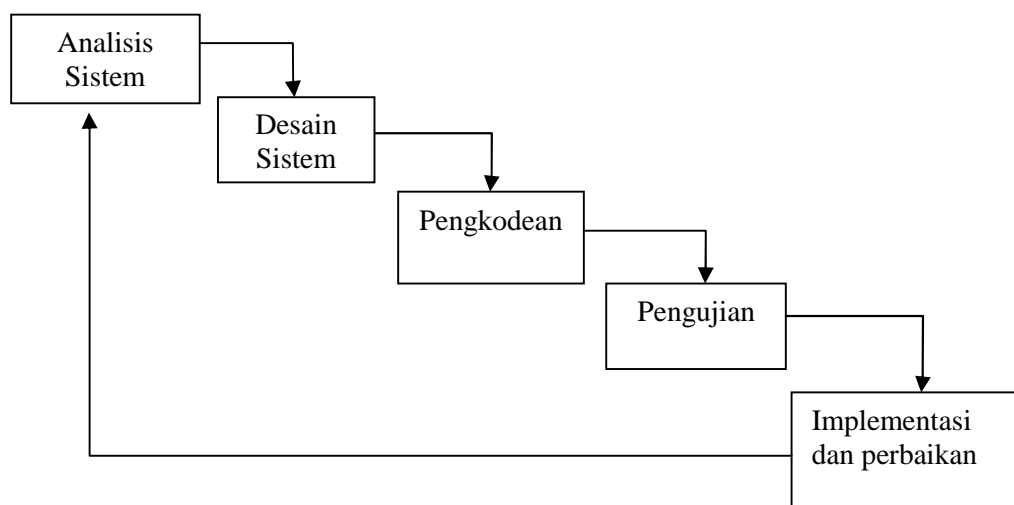 Analisis
Sistem
Desain
Sistem
Pengkodean
Pengujian
Implementasi
dan perbaikan